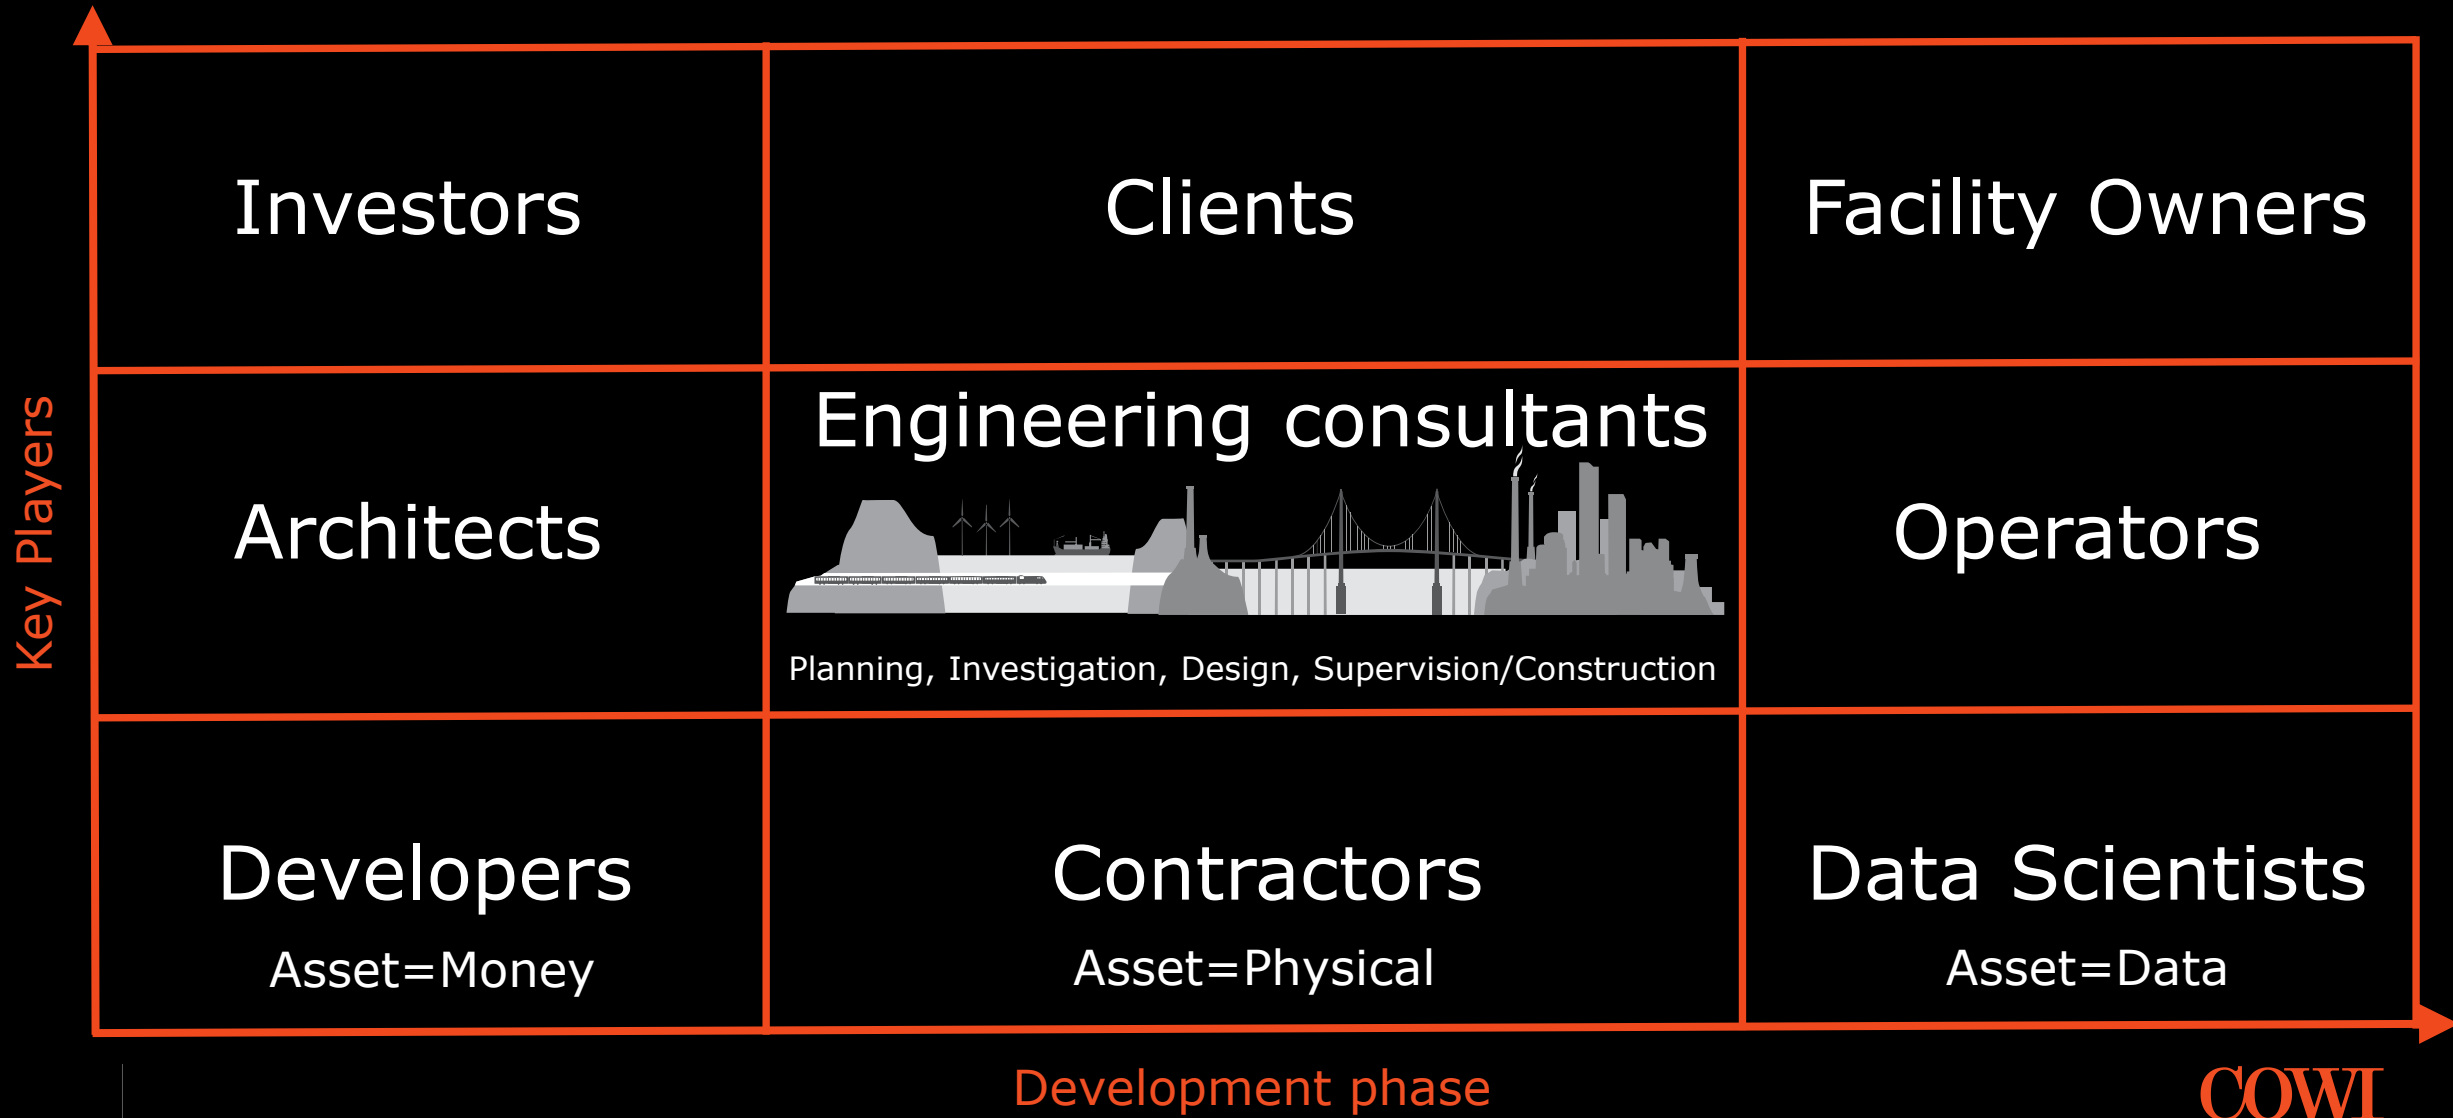 Investors
Clients
Facility Owners
Key Players
Architects
Engineering consultants
Planning, Investigation, Design, Supervision/Construction
Operators
Developers
Asset=Money
Contractors
Asset=Physical
Data Scientists
Asset=Data
Development phase
COWI